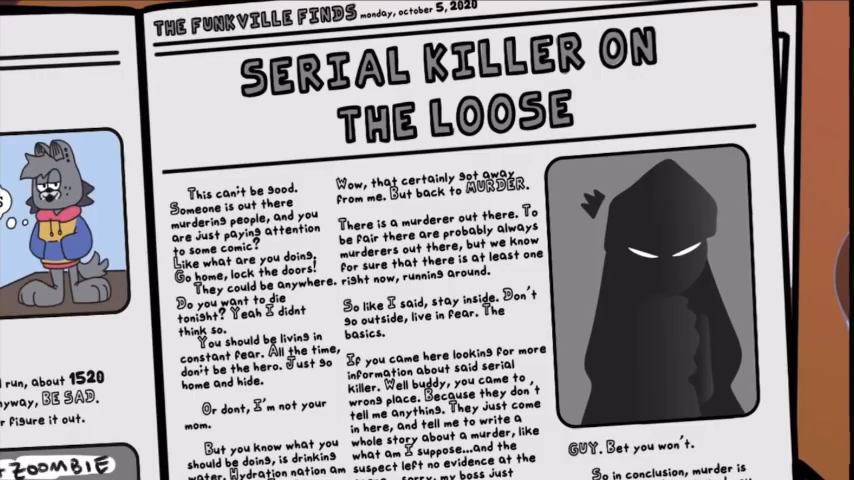 THE FUNKVILLE FINDS monday, october 5, 2020
SERIAL KILLER ON
THE LOOSE
S
d run, about 1520
nyway, BE SAD.
r figure it out.
ZOOMBIE
This can't be good.
Someone is out there
murdering people, and you
are just paying attention
to some comic?
Like what are you doing,
Go home, lock the doors!
They could be anywhere.
Do you want to die
tonight? Yeah I didnt
think so.
You should be living in
constant fear. All the time,
don't be the hero. Just go
home and hide.
Or dont, I'm not your
mom.
But you know what you
should be doing, is drinking
water. Hydration nation am
Wow, that certainly got away
from me. But back to MURDER.
There is a murderer out there. To
be fair there are probably always
murderers out there, but we know
for sure that there is at least one
right now, running around.
So like I said, stay inside. Don't
go outside, live in fear. The
basics.
If you came here looking for more
information about said serial
killer. Well buddy, you came to
wrong place. Because they don't
tell me anything. They just come
in here, and tell me to write a
whole story about a murder, like
what am I suppose...and the
suspect left no evidence at the
sorry, my boss just
GUY. Bet you won't.
So in conclusion, murder is